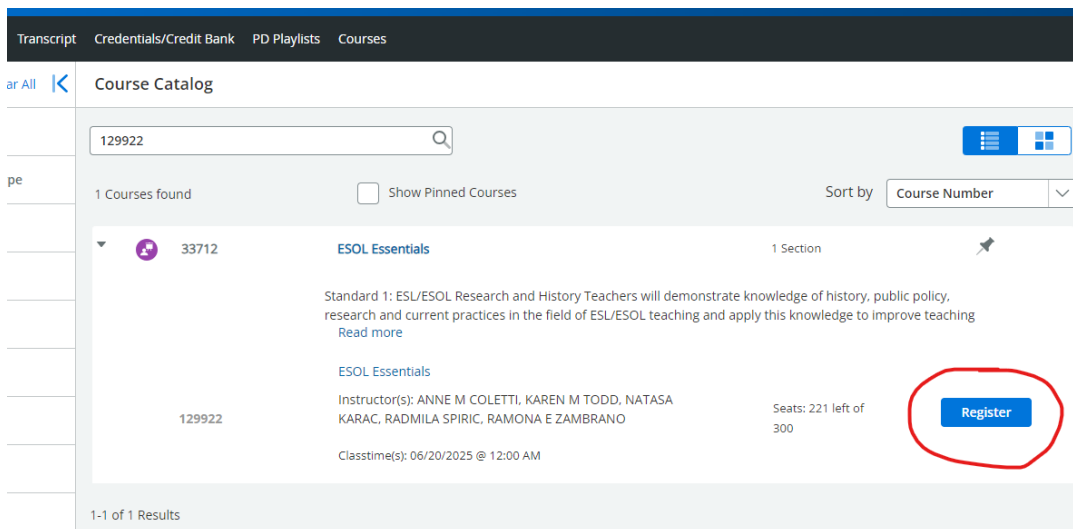 Transcript Credentials/Credit Bank PD Playlists Courses
ar All Course Catalog
129922
pe
1 Courses found Show Pinned Courses Sort by Course Number
33712 ESOL Essentials 1 Section
Standard 1: ESL/ESOL Research and History Teachers will demonstrate knowledge of history, public policy,
research and current practices in the field of ESL/ESOL teaching and apply this knowledge to improve teaching
Read more
ESOL Essentials
129922
Instructor(s): ANNE M COLETTI, KAREN M TODD, NATASA
KARAC, RADMILA SPIRIC, RAMONA E ZAMBRANO
Classtime(s): 06/20/2025 @ 12:00 AM
Seats: 221 left of
300
Register
1-1 of 1 Results